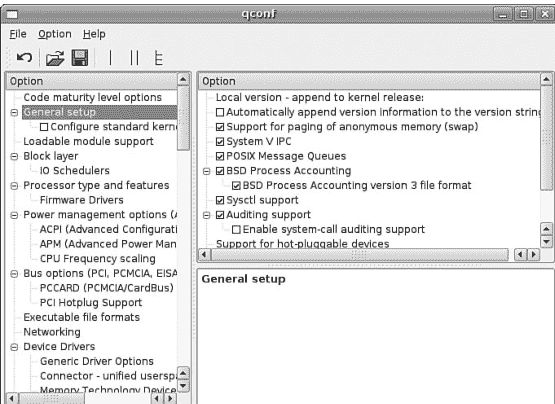 qconf
File Option Help
Option
Code maturity level options
General setup
Configure standard kern
Loadable module support
Block layer
IO Schedulers
Processor type and features
Firmware Drivers
Power management options (A
ACPI (Advanced Configurati
APM (Advanced Power Man
CPU Frequency scaling
Bus options (PCI, PCMCIA, EISA
PCCARD (PCMCIA/CardBus)
PCI Hotplug Support
Executable file formats
Networking
Device Drivers
Generic Driver Options
Connector - unified userspa
Memory Technology Device
Option
Local version - append to kernel release:
Automatically append version information to the version string
Support for paging of anonymous memory (swap)
System V IPC
POSIX Message Queues
BSD Process Accounting
BSD Process Accounting version 3 file format
Sysctl support
Auditing support
Enable system-call auditing support
Support for hot-pluggable devices
General setup